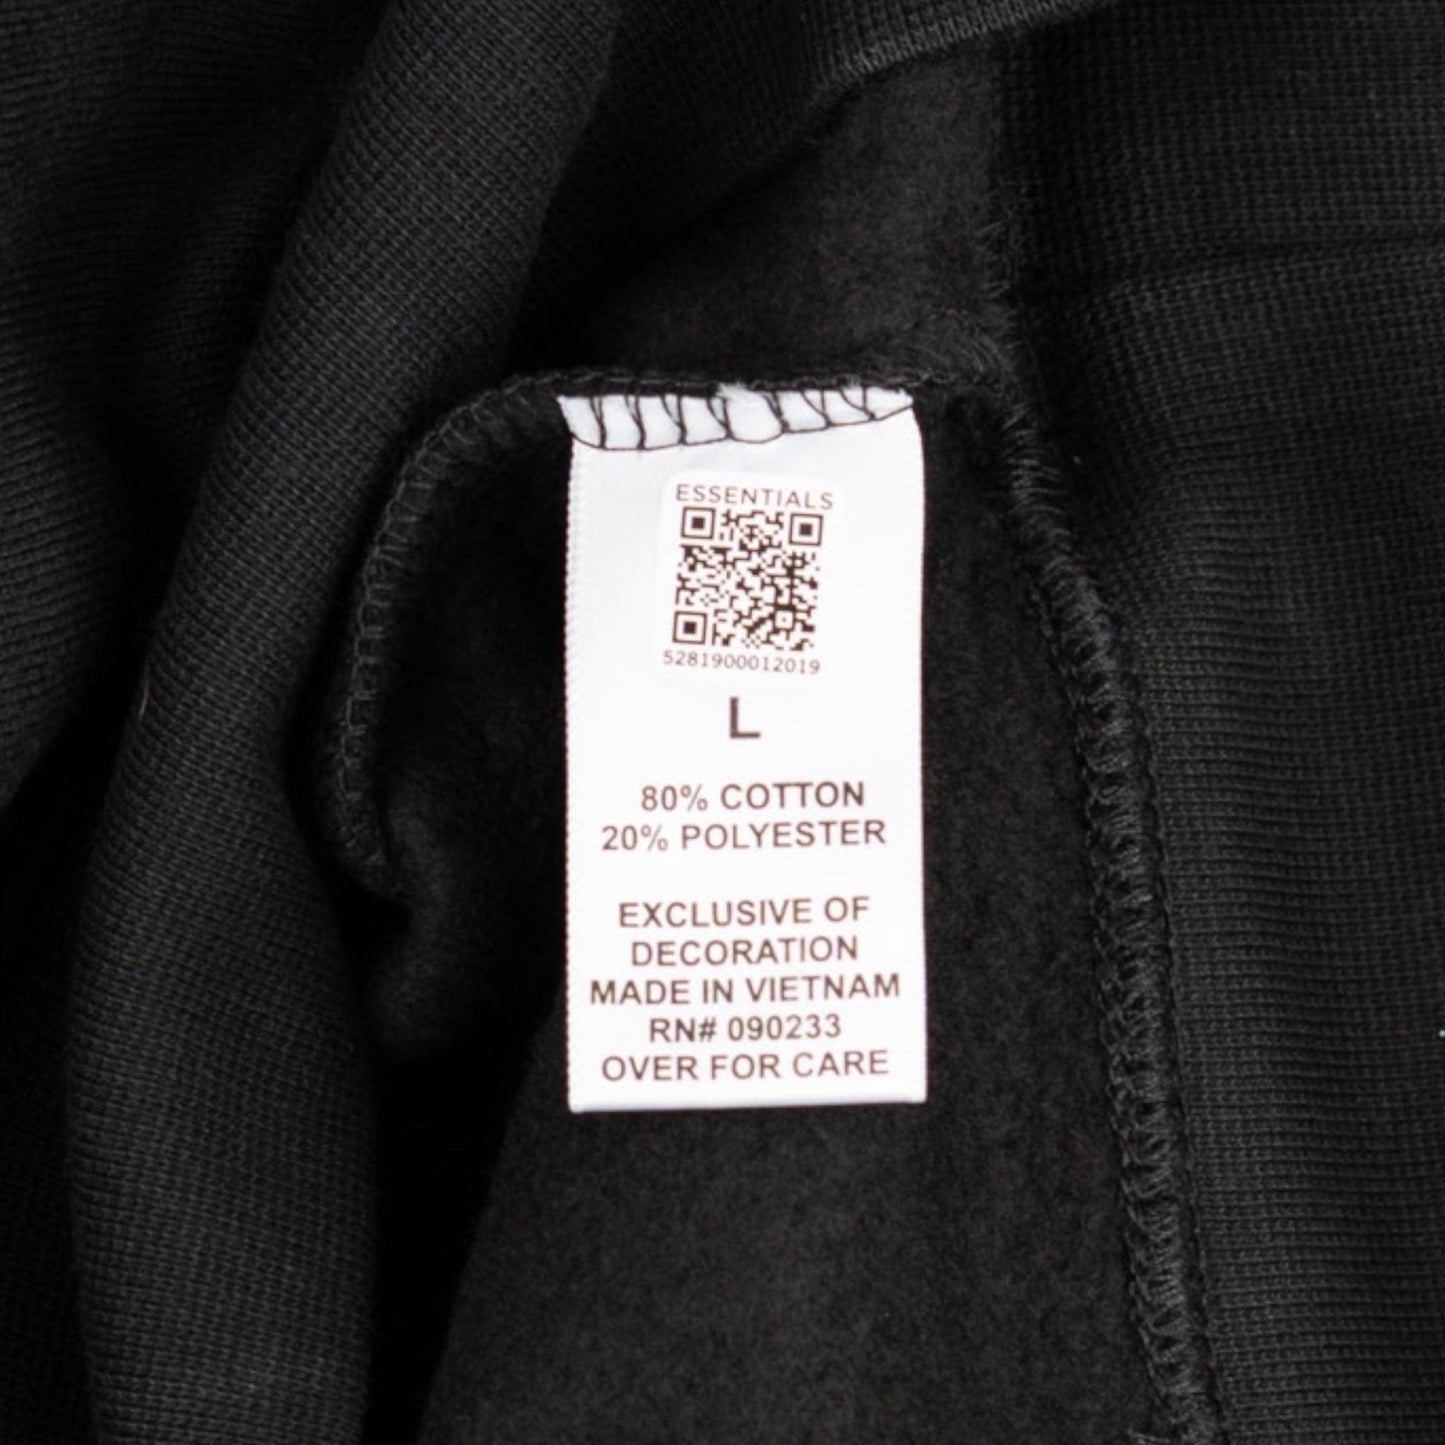 ESSENTIALS
5281900012019
L
80% COTTON
20% POLYESTER
EXCLUSIVE OF
DECORATION
MADE IN VIETNAM
RN# 090233
OVER FOR CARE